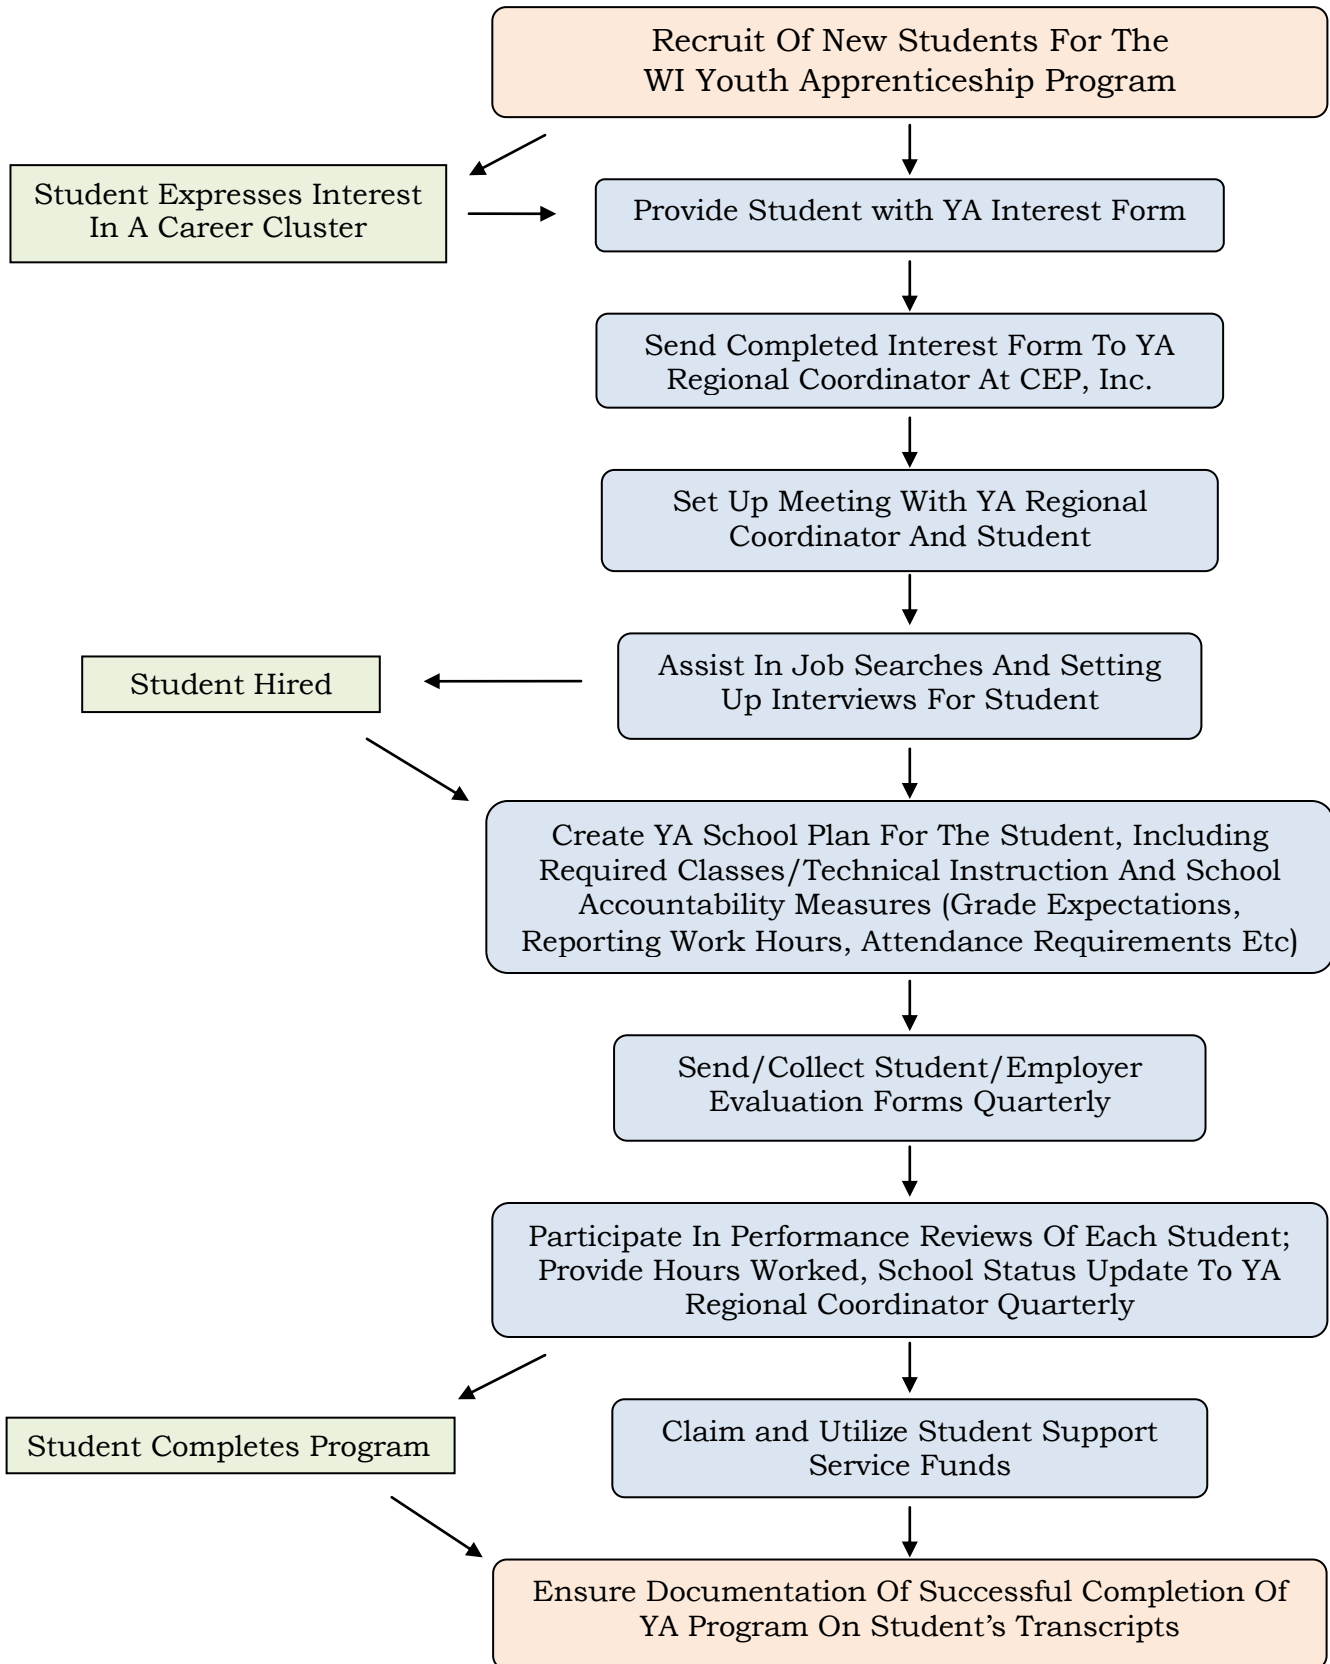 Recruit Of New Students For The
WI Youth Apprenticeship Program
Student Expresses Interest
In A Career Cluster
Provide Student with YA Interest Form
Send Completed Interest Form To YA
Regional Coordinator At CEP, Inc.
Set Up Meeting With YA Regional
Coordinator And Student
Assist In Job Searches And Setting
Up Interviews For Student
Student Hired
Create YA School Plan For The Student, Including
Required Classes/Technical Instruction And School
Accountability Measures (Grade Expectations,
Reporting Work Hours, Attendance Requirements Etc)
Send/Collect Student/Employer
Evaluation Forms Quarterly
Participate In Performance Reviews Of Each Student;
Provide Hours Worked, School Status Update To YA
Regional Coordinator Quarterly
Student Completes Program
Claim and Utilize Student Support
Service Funds
Ensure Documentation Of Successful Completion Of
YA Program On Student’s Transcripts